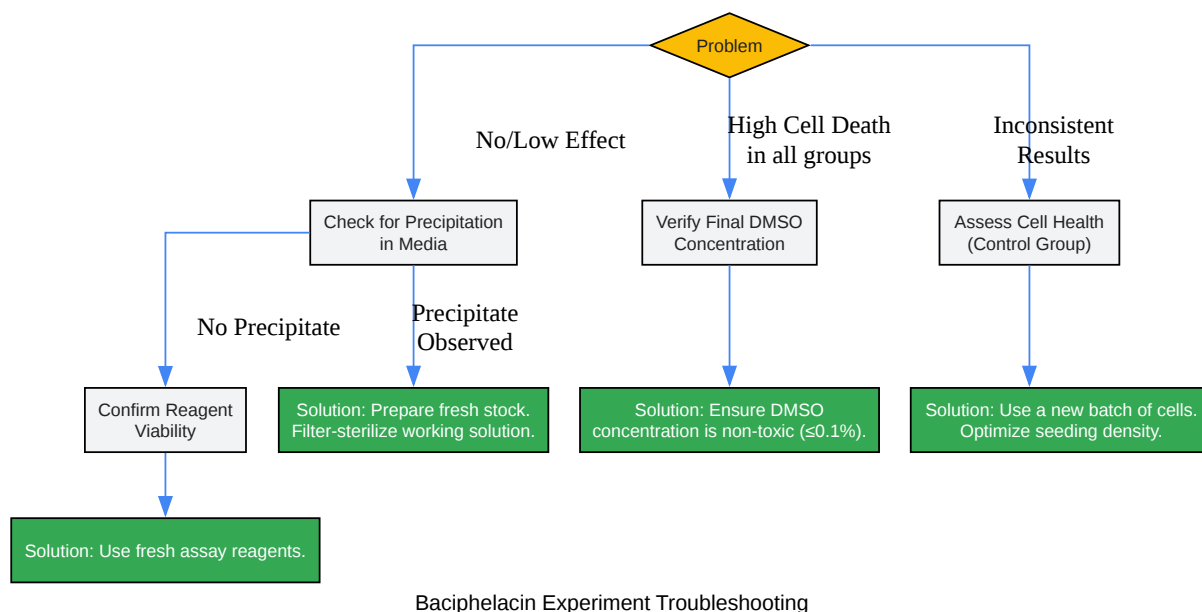 Problem
No/Low Effect
High Cell Death
in all groups
Inconsistent
Results
Check for Precipitation
in Media
Verify Final DMSO
Concentration
Assess Cell Health
(Control Group)
No Precipitate
Precipitate
Observed
Confirm Reagent
Viability
Solution: Prepare fresh stock.
Filter-sterilize working solution.
Solution: Ensure DMSO
concentration is non-toxic (≤0.1%).
Solution: Use a new batch of cells.
Optimize seeding density.
Solution: Use fresh assay reagents.
Baciphelacin Experiment Troubleshooting